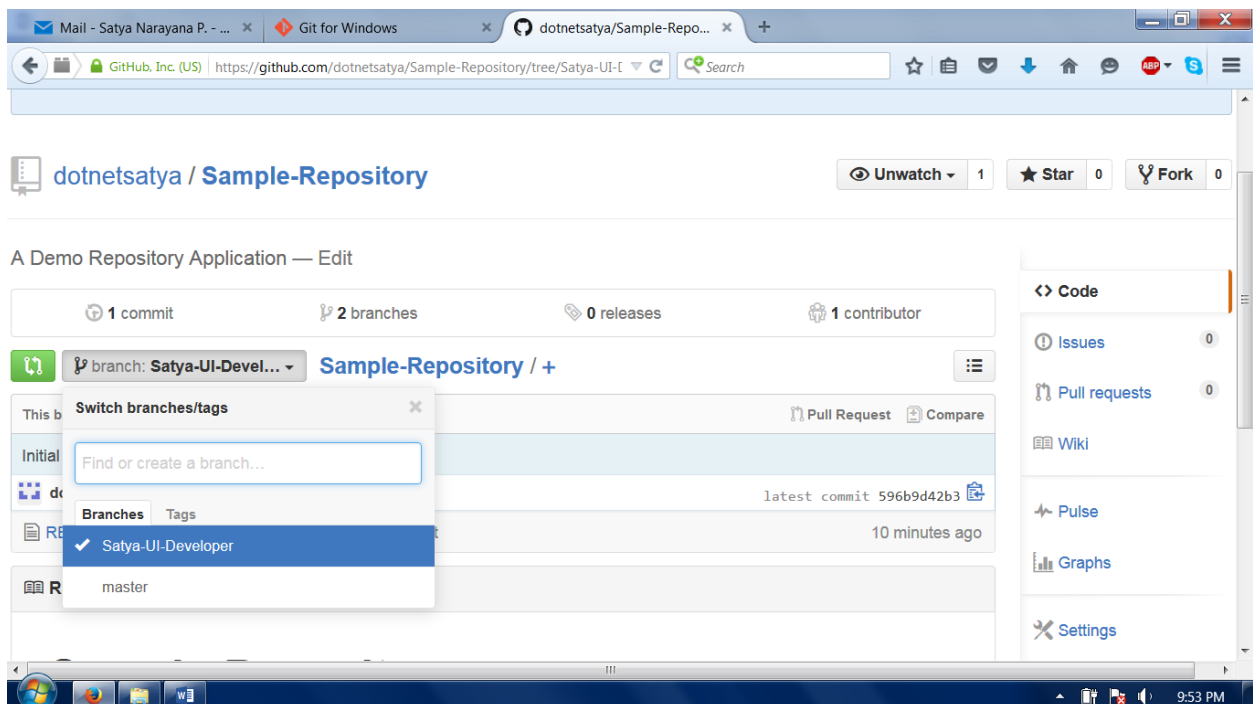 Mail - Satya Narayana P. - ...
Git for Windows
dotnetsatya/Sample-Repo...
GitHub, Inc. (US) https://github.com/dotnetsatya/Sample-Repository/tree/Satya-UI-D
Search
ABP
dotnetsatya / Sample-Repository
Unwatch 1
Star 0
Fork 0
A Demo Repository Application — Edit
1 commit
2 branches
0 releases
1 contributor
branch: Satya-UI-Devel...
Sample-Repository / +
This b
Pull Request
Compare
Switch branches/tags
Initial
Find or create a branch...
do
latest commit 596b9d42b3
Branches
Tags
RE
Satya-UI-Developer
10 minutes ago
R
master
<> Code
Issues 0
Pull requests 0
Wiki
Pulse
Graphs
Settings
9:53 PM